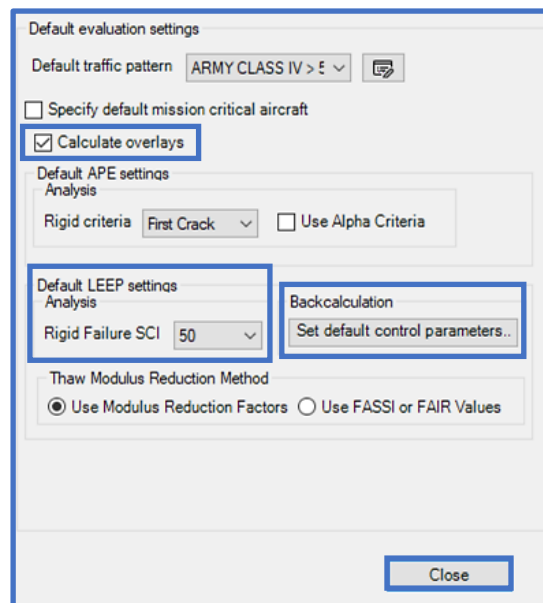 Default evaluation settings
Default traffic pattern ARMY CLASS IV > 5
Specify default mission critical aircraft
Calculate overlays
Default APE settings
Analysis
Rigid criteria First Crack Use Alpha Criteria
Default LEEP settings
Analysis Backcalculation
Rigid Failure SCI 50 Set default control parameters..
Thaw Modulus Reduction Method
Use Modulus Reduction Factors Use FASSI or FAIR Values
Close